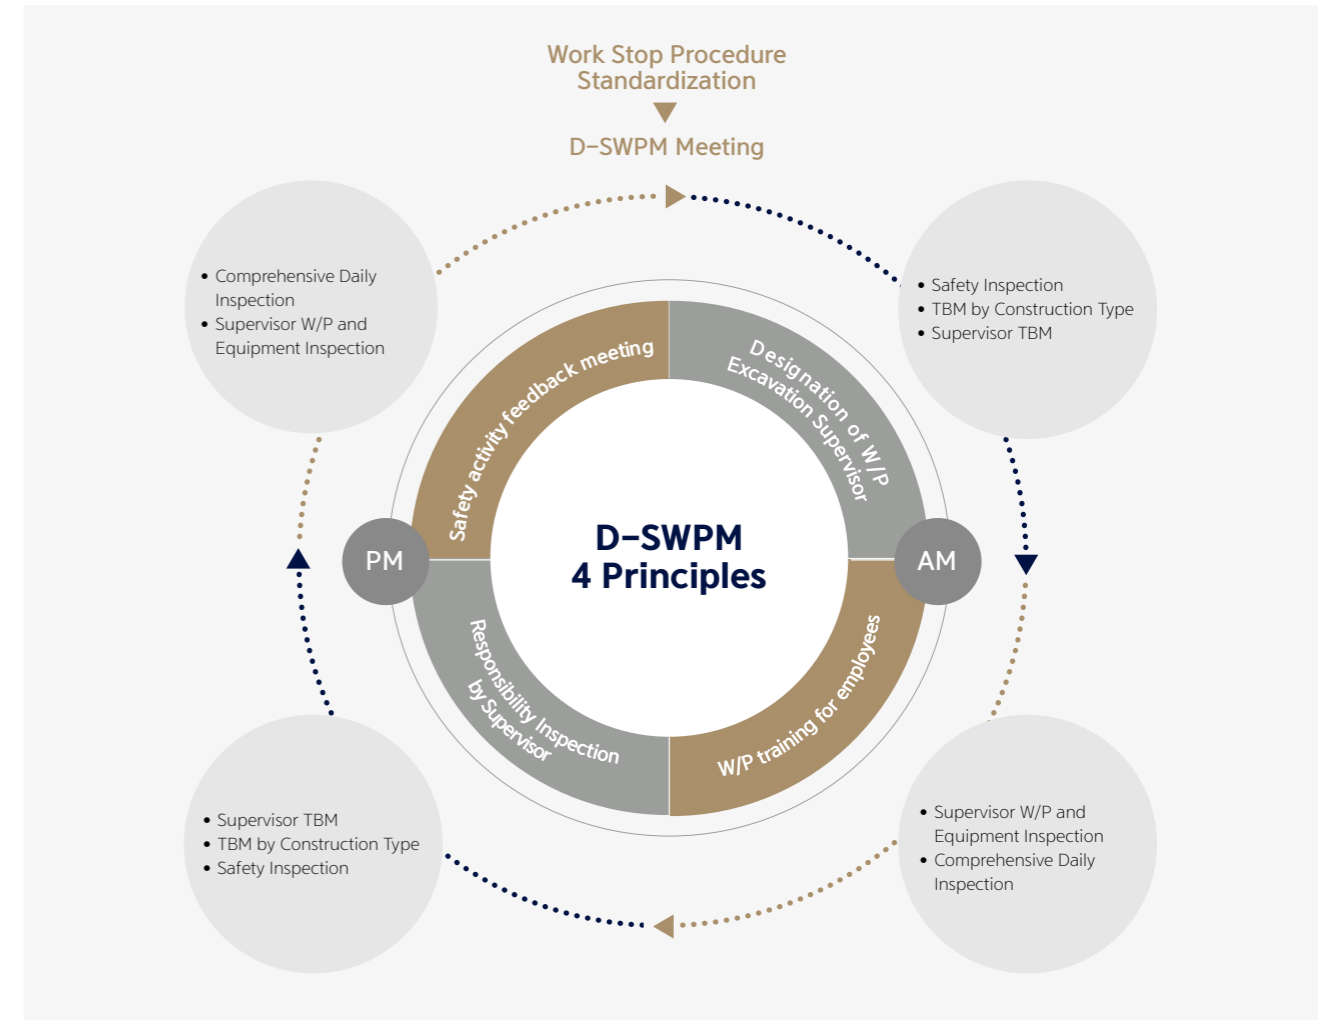 Work Stop Procedure
Standardization
D-SWPM Meeting
• Comprehensive Daily
Inspection
• Supervisor W/P and
Equipment Inspection
• Safety Inspection
• TBM by Construction Type
• Supervisor TBM
Safety activity feedback meeting
Designation of W/P
Excavation Supervisor
PM
D-SWPM
4 Principles
AM
Responsibility Inspection
by Supervisor
W/P training for employees
• Supervisor TBM
• TBM by Construction Type
• Safety Inspection
• Supervisor W/P and
Equipment Inspection
• Comprehensive Daily
Inspection